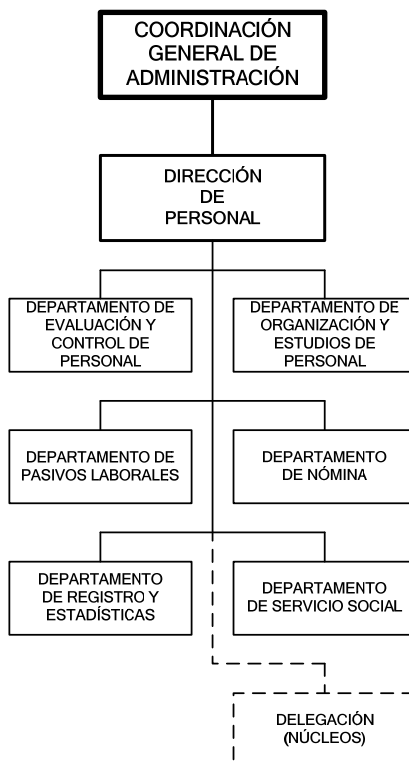 COORDINACIÓN
GENERAL DE
ADMINISTRACIÓN
DIRECCIÓN
DE
PERSONAL
DEPARTAMENTO DE
EVALUACIÓN Y
CONTROL DE
PERSONAL
DEPARTAMENTO DE
ORGANIZACIÓN Y
ESTUDIOS DE
PERSONAL
DEPARTAMENTO DE
PASIVOS LABORALES
DEPARTAMENTO
DE NÓMINA
DEPARTAMENTO
DE REGISTRO Y
ESTADÍSTICAS
DEPARTAMENTO
DE SERVICIO SOCIAL
DELEGACIÓN
(NÚCLEOS)